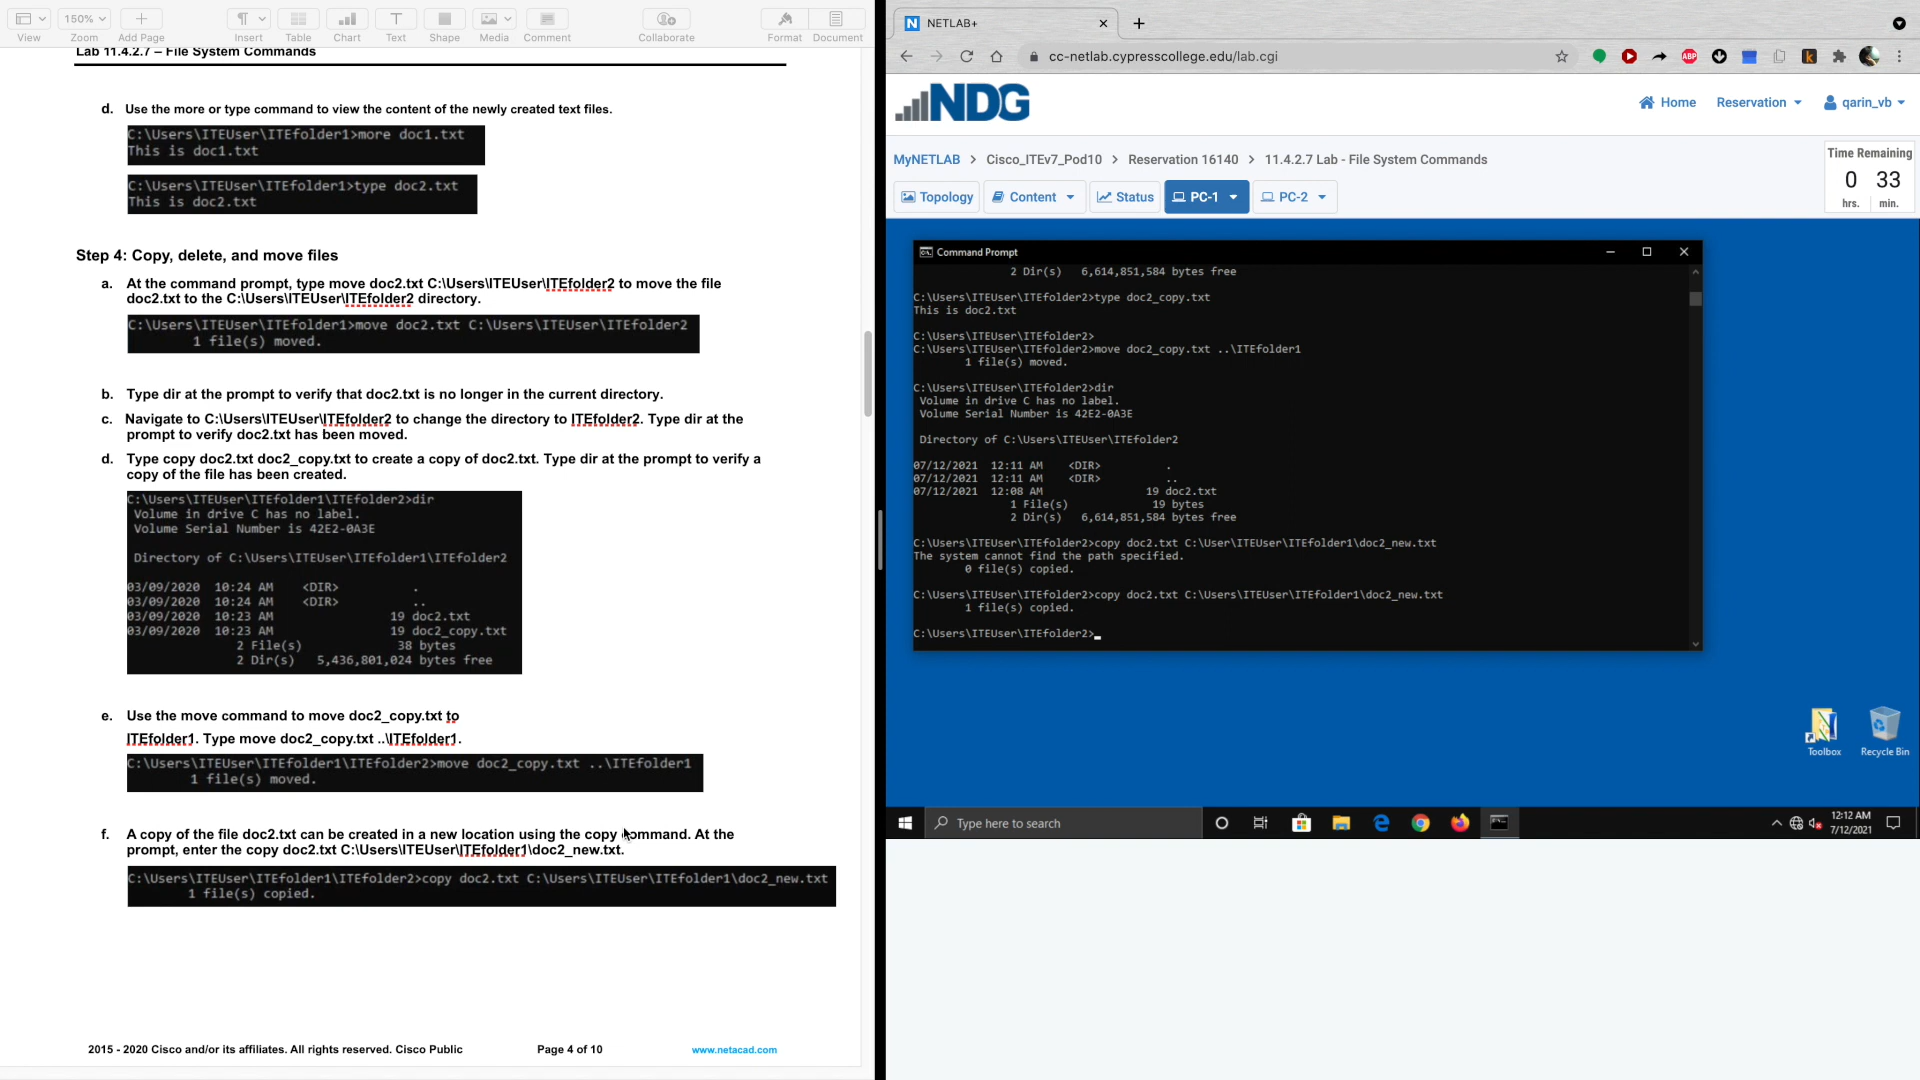 View
150%
Zoom
Add Page
Insert
Table
Chart
Text
Shape
Media
Comment
Collaborate
Format
Document
Lab 11.4.2.7 – File System Commands
d. Use the more or type command to view the content of the newly created text files.
C:\Users\ITEUser\ITEfolder1>more doc1.txt
This is doc1.txt
C:\Users\ITEUser\ITEfolder1>type doc2.txt
This is doc2.txt
Step 4: Copy, delete, and move files
a. At the command prompt, type move doc2.txt C:\Users\ITEUser\ITEfolder2 to move the file
doc2.txt to the C:\Users\ITEUser\ITEfolder2 directory.
C:\Users\ITEUser\ITEfolder1>move doc2.txt C:\Users\ITEUser\ITEfolder2
1 file(s) moved.
b. Type dir at the prompt to verify that doc2.txt is no longer in the current directory.
c. Navigate to C:\Users\ITEUser\ITEfolder2 to change the directory to ITEfolder2. Type dir at the
prompt to verify doc2.txt has been moved.
d. Type copy doc2.txt doc2_copy.txt to create a copy of doc2.txt. Type dir at the prompt to verify a
copy of the file has been created.
C:\Users\ITEUser\ITEfolder1\ITEfolder2>dir
Volume in drive C has no label.
Volume Serial Number is 42E2-0A3E
Directory of C:\Users\ITEUser\ITEfolder1\ITEfolder2
03/09/2020 10:24 AM <DIR> .
03/09/2020 10:24 AM <DIR> ..
03/09/2020 10:23 AM 19 doc2.txt
03/09/2020 10:23 AM 19 doc2_copy.txt
2 File(s) 38 bytes
2 Dir(s) 5,436,801,024 bytes free
e. Use the move command to move doc2_copy.txt to
ITEfolder1. Type move doc2_copy.txt ..\ITEfolder1.
C:\Users\ITEUser\ITEfolder1\ITEfolder2>move doc2_copy.txt ..\ITEfolder1
1 file(s) moved.
f. A copy of the file doc2.txt can be created in a new location using the copy command. At the
prompt, enter the copy doc2.txt C:\Users\ITEUser\ITEfolder1\doc2_new.txt.
C:\Users\ITEUser\ITEfolder1\ITEfolder2>copy doc2.txt C:\Users\ITEUser\ITEfolder1\doc2_new.txt
1 file(s) copied.
2015 - 2020 Cisco and/or its affiliates. All rights reserved. Cisco Public Page 4 of 10 www.netacad.com
N NETLAB+
cc-netlab.cypresscollege.edu/lab.cgi
ABP
k
NDG
Home
Reservation
qarin_vb
MyNETLAB > Cisco_ITEv7_Pod10 > Reservation 16140 > 11.4.2.7 Lab - File System Commands
Time Remaining
0 33
hrs. min.
Topology
Content
Status
PC-1
PC-2
Command Prompt
2 Dir(s) 6,614,851,584 bytes free
C:\Users\ITEUser\ITEfolder2>type doc2_copy.txt
This is doc2.txt
C:\Users\ITEUser\ITEfolder2>
C:\Users\ITEUser\ITEfolder2>move doc2_copy.txt ..\ITEfolder1
1 file(s) moved.
C:\Users\ITEUser\ITEfolder2>dir
Volume in drive C has no label.
Volume Serial Number is 42E2-0A3E
Directory of C:\Users\ITEUser\ITEfolder2
07/12/2021 12:11 AM <DIR> .
07/12/2021 12:11 AM <DIR> ..
07/12/2021 12:08 AM 19 doc2.txt
1 File(s) 19 bytes
2 Dir(s) 6,614,851,584 bytes free
C:\Users\ITEUser\ITEfolder2>copy doc2.txt C:\User\ITEUser\ITEfolder1\doc2_new.txt
The system cannot find the path specified.
0 file(s) copied.
C:\Users\ITEUser\ITEfolder2>copy doc2.txt C:\Users\ITEUser\ITEfolder1\doc2_new.txt
1 file(s) copied.
C:\Users\ITEUser\ITEfolder2>_
Toolbox
Recycle Bin
Type here to search
12:12 AM
7/12/2021